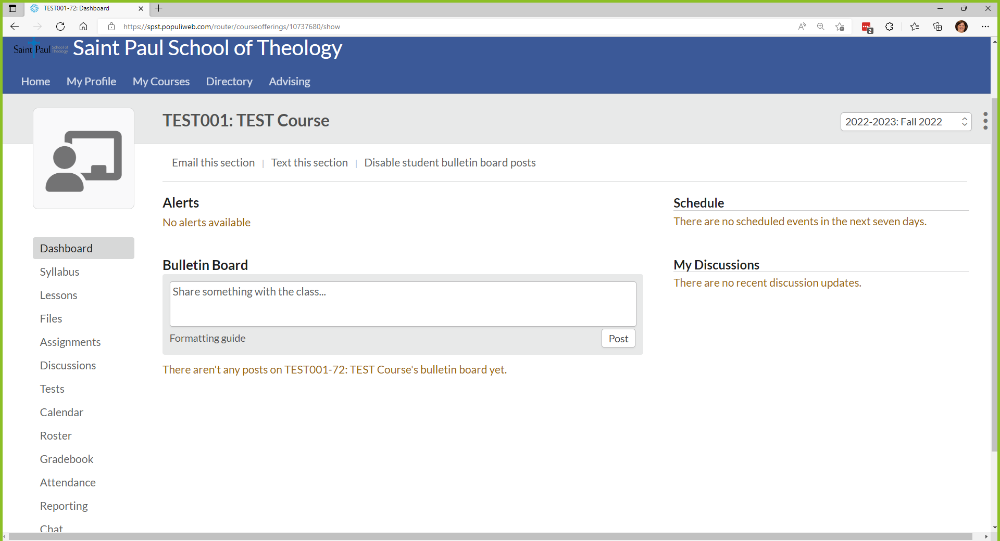 TEST001-72: Dashboard
https://spst.populiweb.com/router/courseofferings/10737680/show
2
Saint Paul School of Theology
Saint Paul School of Theology
Home My Profile My Courses Directory Advising
TEST001: TEST Course
2022-2023: Fall 2022
Email this section | Text this section | Disable student bulletin board posts
Alerts
No alerts available
Schedule
There are no scheduled events in the next seven days.
Dashboard
Syllabus
Lessons
Files
Assignments
Discussions
Tests
Calendar
Roster
Gradebook
Attendance
Reporting
Chat
Bulletin Board
Share something with the class...
Formatting guide
Post
There aren't any posts on TEST001-72: TEST Course's bulletin board yet.
My Discussions
There are no recent discussion updates.